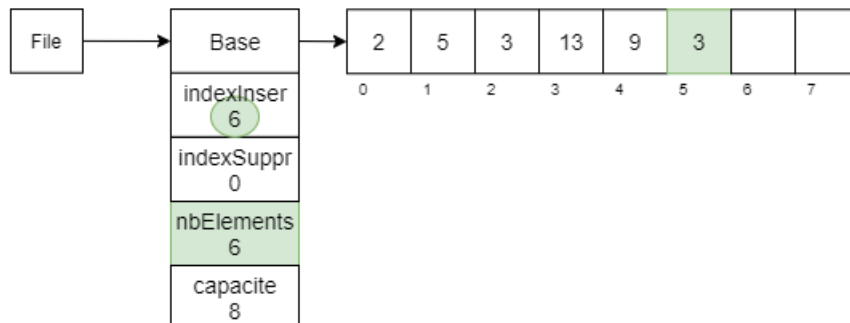 File
Base
2 5 3 13 9 3
0 1 2 3 4 5 6 7
indexInser
6
indexSuppr
0
nbElements
6
capacite
8